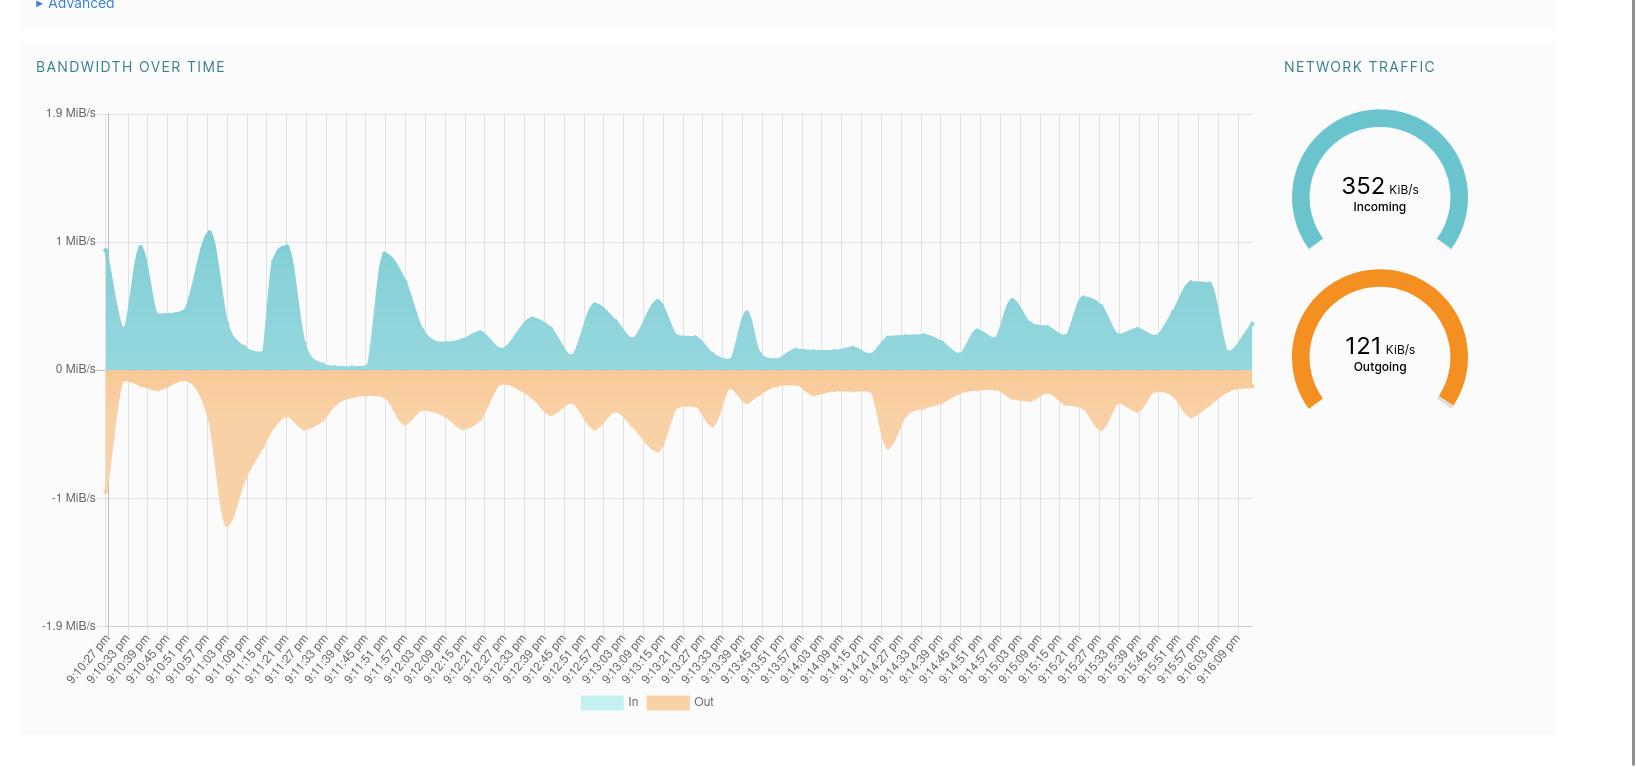 ▸ Advanced
BANDWIDTH OVER TIME
NETWORK TRAFFIC
1.9 MiB/s
1 MiB/s
0 MiB/s
-1 MiB/s
-1.9 MiB/s
9:10:27 pm
9:10:33 pm
9:10:39 pm
9:10:45 pm
9:10:51 pm
9:10:57 pm
9:11:03 pm
9:11:09 pm
9:11:15 pm
9:11:21 pm
9:11:27 pm
9:11:33 pm
9:11:39 pm
9:11:45 pm
9:11:51 pm
9:11:57 pm
9:12:03 pm
9:12:09 pm
9:12:15 pm
9:12:21 pm
9:12:27 pm
9:12:33 pm
9:12:39 pm
9:12:45 pm
9:12:51 pm
9:12:57 pm
9:13:03 pm
9:13:09 pm
9:13:15 pm
9:13:21 pm
9:13:27 pm
9:13:33 pm
9:13:39 pm
9:13:45 pm
9:13:51 pm
9:13:57 pm
9:14:03 pm
9:14:09 pm
9:14:15 pm
9:14:21 pm
9:14:27 pm
9:14:33 pm
9:14:39 pm
9:14:45 pm
9:14:51 pm
9:14:57 pm
9:15:03 pm
9:15:09 pm
9:15:15 pm
9:15:21 pm
9:15:27 pm
9:15:33 pm
9:15:39 pm
9:15:45 pm
9:15:51 pm
9:15:57 pm
9:16:03 pm
9:16:09 pm
In
Out
352 KiB/s
Incoming
121 KiB/s
Outgoing